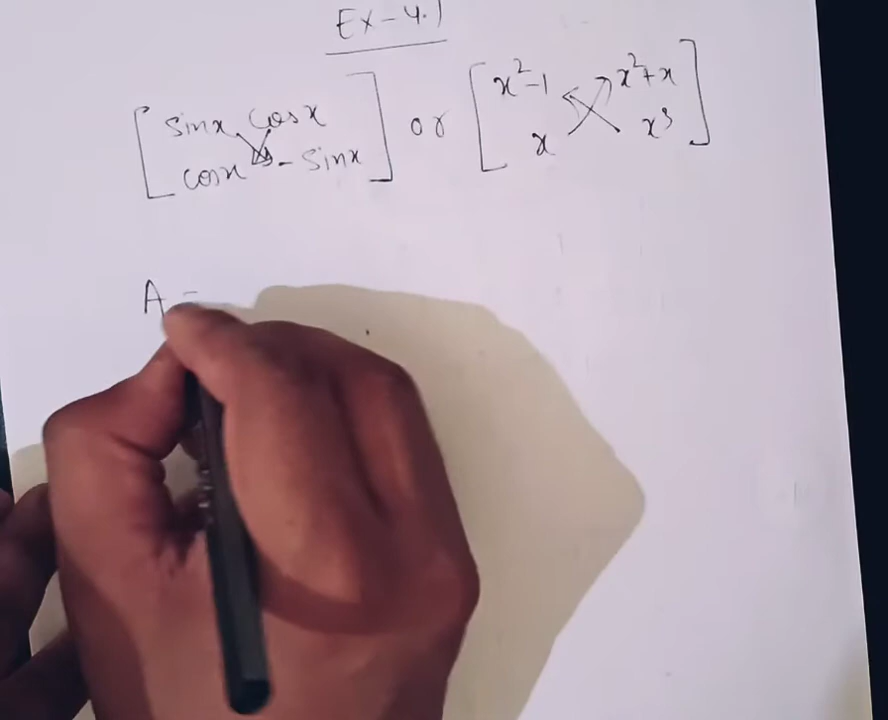 Ex-4.1
[sinx cosx] or [x²-1 x²+x]
[cosx -sinx] [x x³]
A =